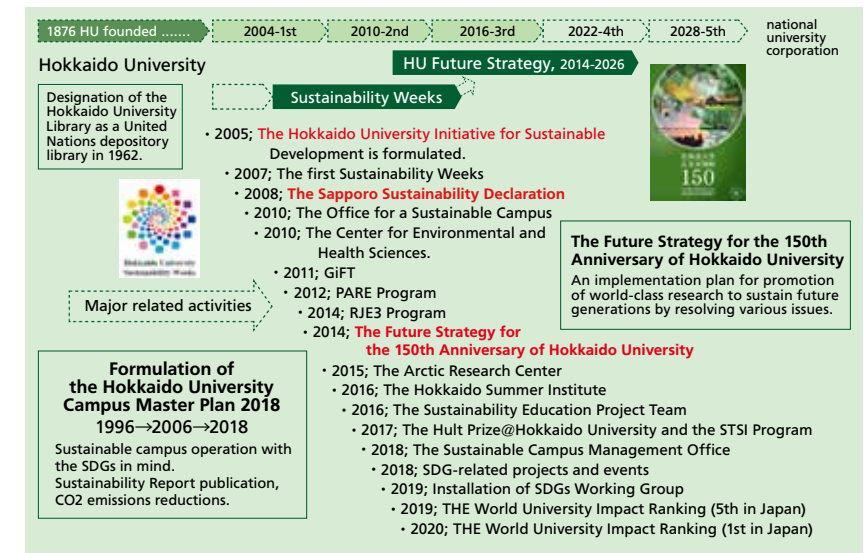 1876 HU founded .......
2004-1st
2010-2nd
2016-3rd
2022-4th
2028-5th
national
university
corporation
Hokkaido University
HU Future Strategy, 2014-2026
Sustainability Weeks
Designation of the
Hokkaido University
Library as a United
Nations depository
library in 1962.
150
・2005; The Hokkaido University Initiative for Sustainable
Development is formulated.
・2007; The first Sustainability Weeks
・2008; The Sapporo Sustainability Declaration
・2010; The Office for a Sustainable Campus
・2010; The Center for Environmental and
Health Sciences.
・2011; GiFT
・2012; PARE Program
・2014; RJE3 Program
・2014; The Future Strategy for
the 150th Anniversary of Hokkaido University
・2015; The Arctic Research Center
・2016; The Hokkaido Summer Institute
・2016; The Sustainability Education Project Team
・2017; The Hult Prize@Hokkaido University and the STSI Program
・2018; The Sustainable Campus Management Office
・2018; SDG-related projects and events
・2019; Installation of SDGs Working Group
・2019; THE World University Impact Ranking (5th in Japan)
・2020; THE World University Impact Ranking (1st in Japan)
Hokkaido University
Sustainability Weeks
Major related activities
The Future Strategy for the 150th
Anniversary of Hokkaido University
An implementation plan for promotion
of world-class research to sustain future
generations by resolving various issues.
Formulation of
the Hokkaido University
Campus Master Plan 2018
1996→2006→2018
Sustainable campus operation with
the SDGs in mind.
Sustainability Report publication,
CO2 emissions reductions.